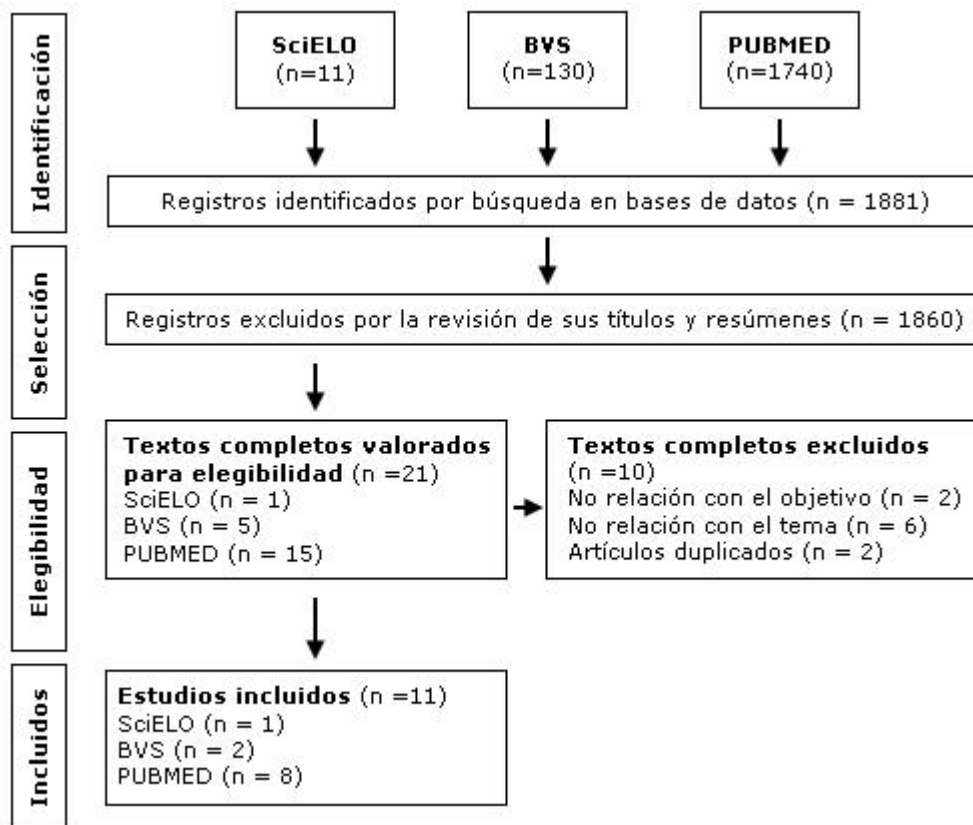 Identificación
SciELO
(n=11)
BVS
(n=130)
PUBMED
(n=1740)
Registros identificados por búsqueda en bases de datos (n = 1881)
Selección
Registros excluidos por la revisión de sus títulos y resúmenes (n = 1860)
Elegibilidad
Textos completos valorados
para elegibilidad (n =21)
SciELO (n = 1)
BVS (n = 5)
PUBMED (n = 15)
Textos completos excluidos
(n =10)
No relación con el objetivo (n = 2)
No relación con el tema (n = 6)
Artículos duplicados (n = 2)
Incluidos
Estudios incluidos (n =11)
SciELO (n = 1)
BVS (n = 2)
PUBMED (n = 8)